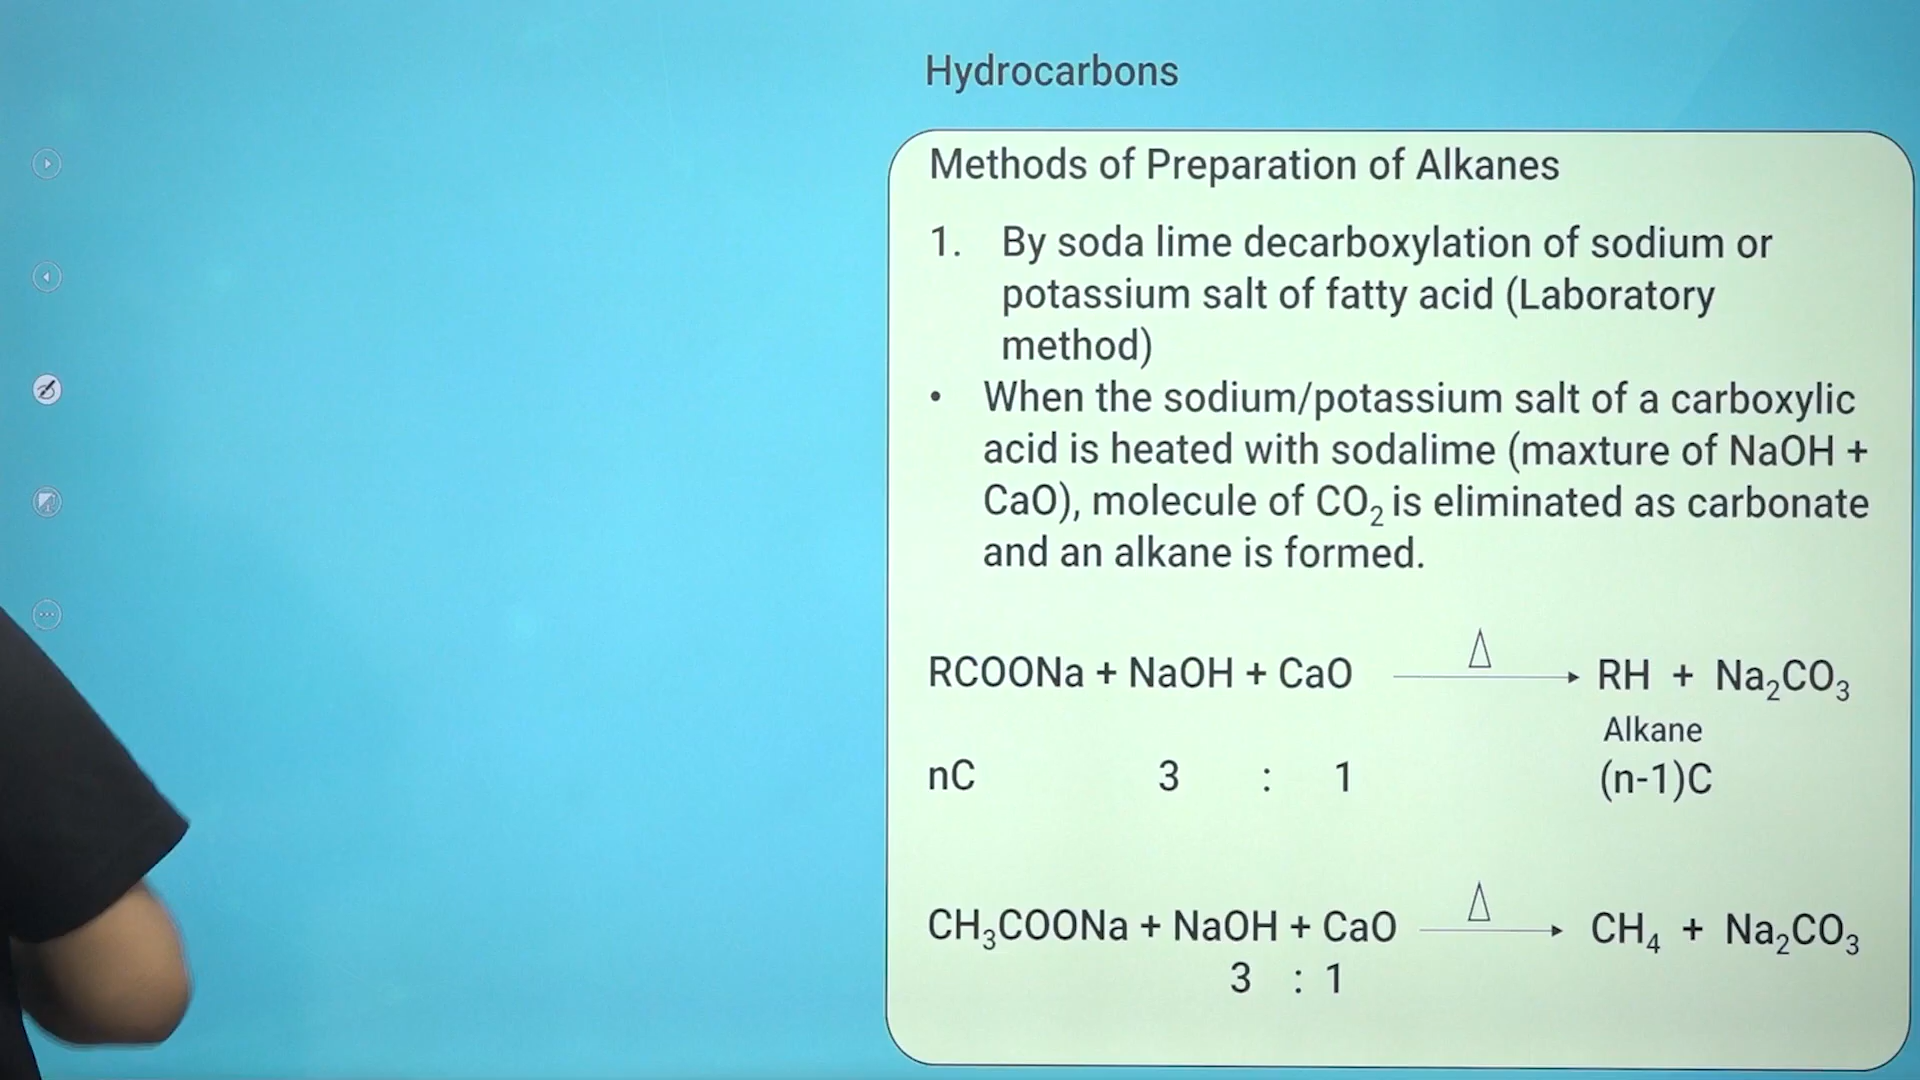 Hydrocarbons
Methods of Preparation of Alkanes
1. By soda lime decarboxylation of sodium or
potassium salt of fatty acid (Laboratory
method)
• When the sodium/potassium salt of a carboxylic
acid is heated with sodalime (maxture of NaOH +
CaO), molecule of CO₂ is eliminated as carbonate
and an alkane is formed.
Δ
RCOONa + NaOH + CaO → RH + Na₂CO₃
Alkane
nC 3 : 1 (n-1)C
Δ
CH₃COONa + NaOH + CaO → CH₄ + Na₂CO₃
3 : 1